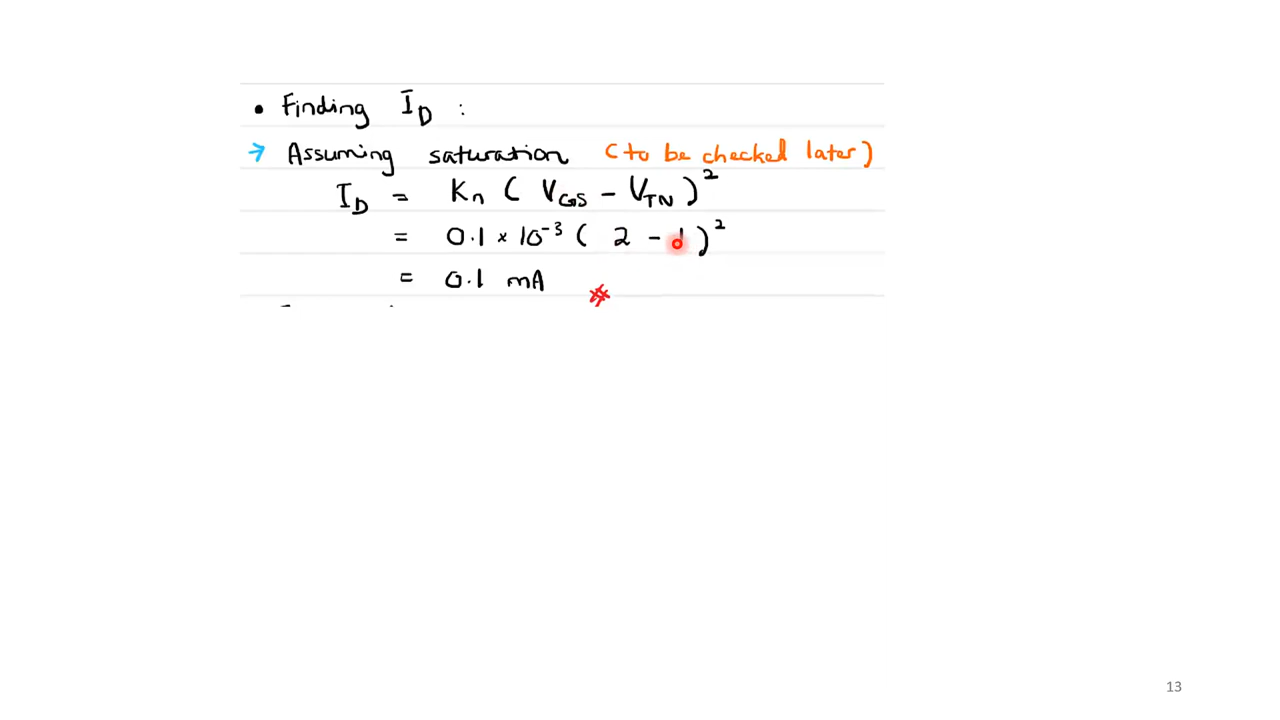 • Finding I_D :
→ Assuming saturation (to be checked later)
I_D = Kn ( V_GS - V_TN )²
= 0.1 × 10⁻³ ( 2 - 1 )²
= 0.1 mA
13